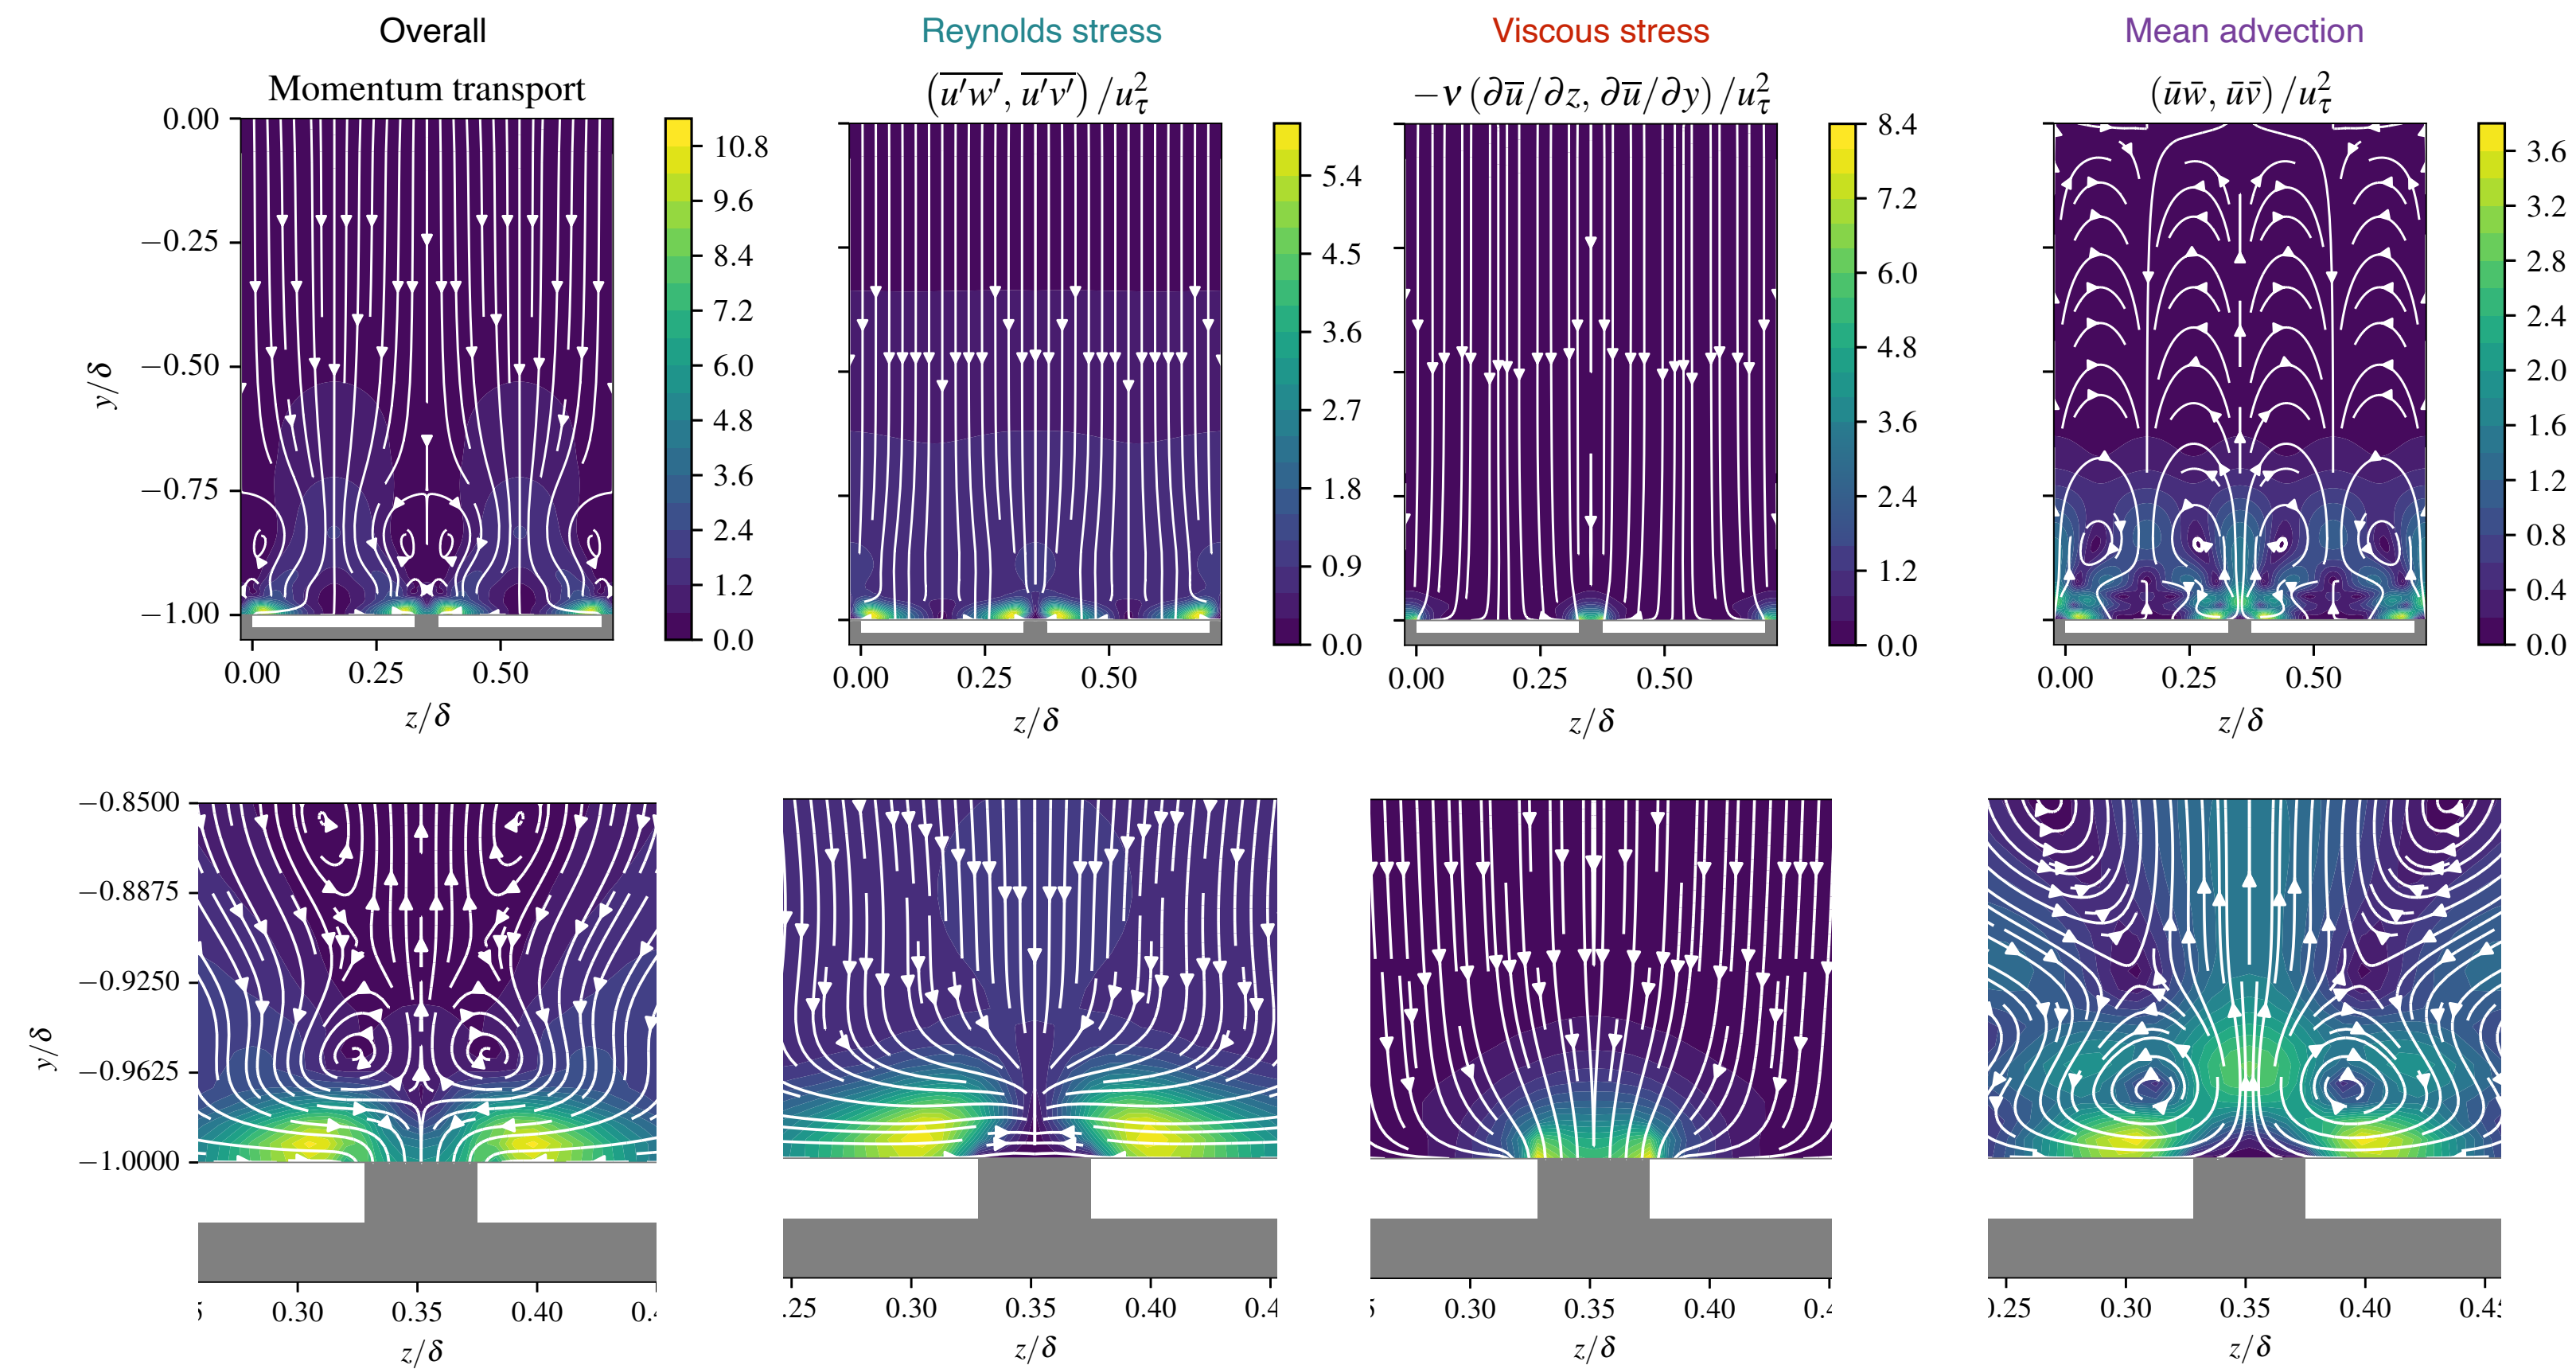 Overall
Reynolds stress
Viscous stress
Mean advection
Momentum transport
(u′w′, u′v′) /u²τ
−ν (∂u/∂z, ∂u/∂y) /u²τ
(ūw̄, ūv̄) /u²τ
0.00
−0.25
−0.50
−0.75
−1.00
y/δ
10.8
9.6
8.4
7.2
6.0
4.8
3.6
2.4
1.2
0.0
5.4
4.5
3.6
2.7
1.8
0.9
0.0
8.4
7.2
6.0
4.8
3.6
2.4
1.2
0.0
3.6
3.2
2.8
2.4
2.0
1.6
1.2
0.8
0.4
0.0
0.00 0.25 0.50
0.00 0.25 0.50
0.00 0.25 0.50
0.00 0.25 0.50
z/δ
z/δ
z/δ
z/δ
−0.8500
−0.8875
−0.9250
−0.9625
−1.0000
y/δ
0.30 0.35 0.40
.25 0.30 0.35 0.40
0.30 0.35 0.40
0.25 0.30 0.35 0.40
z/δ
z/δ
z/δ
z/δ